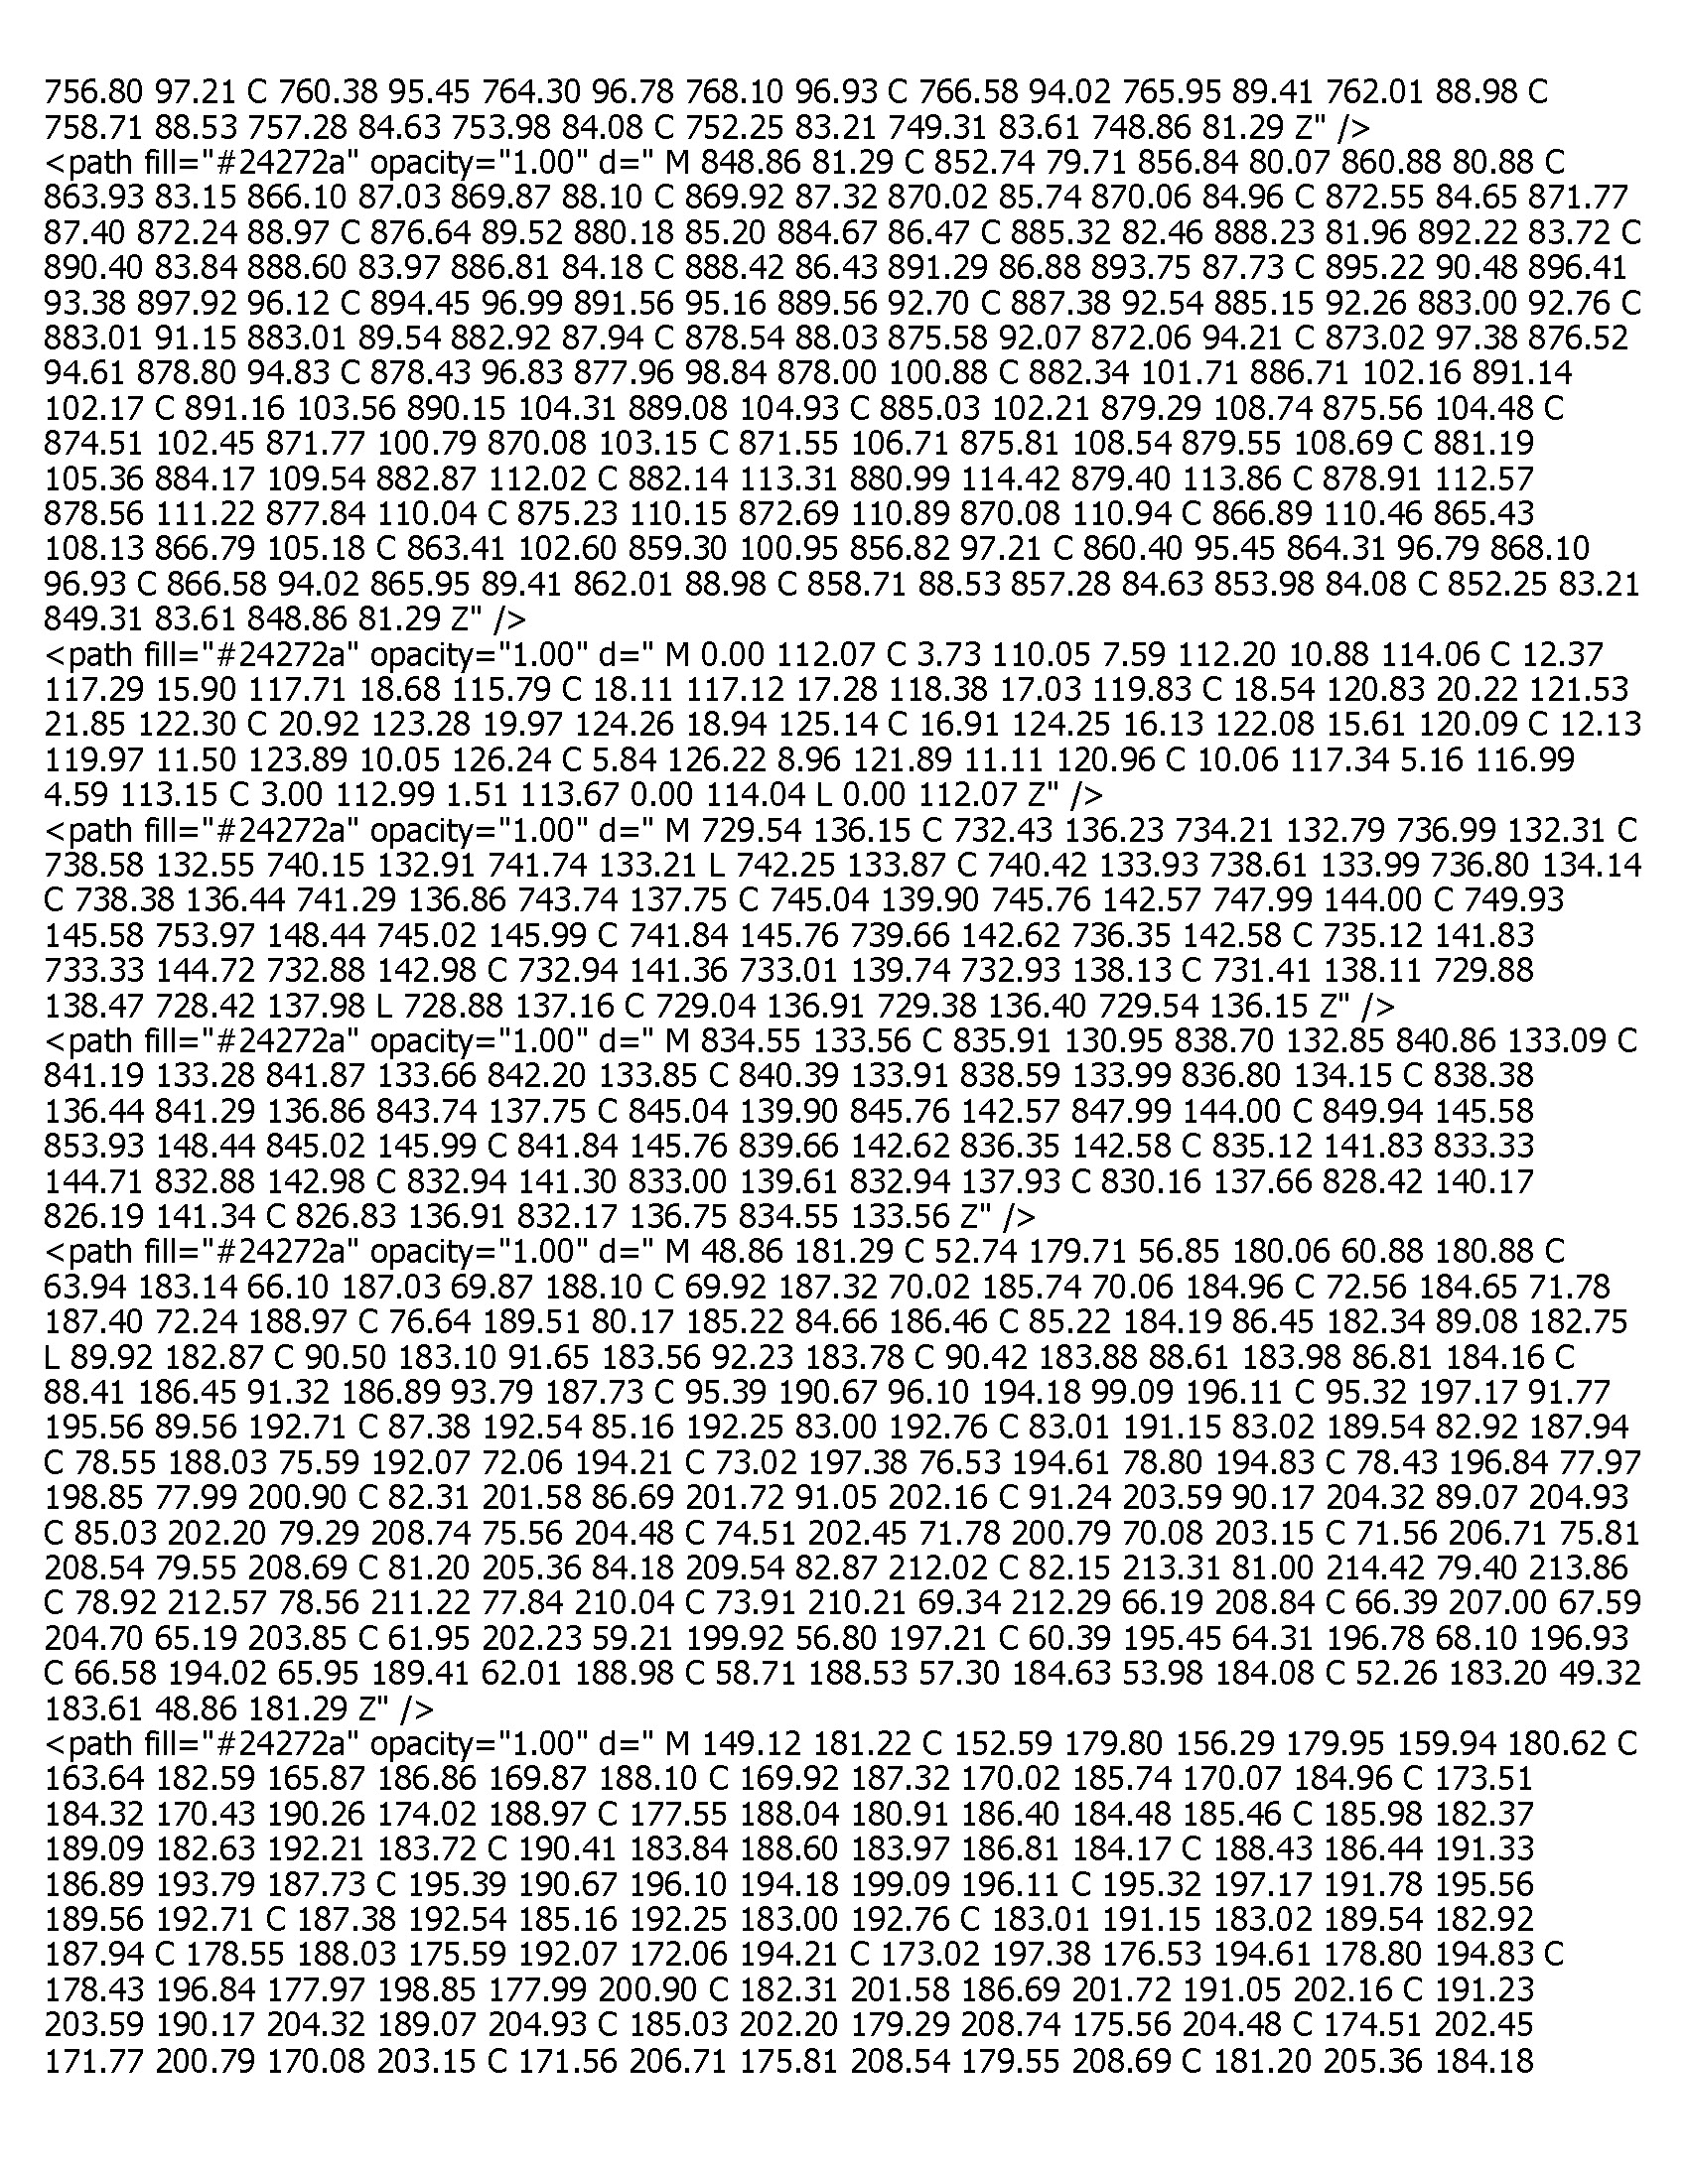 756.80 97.21 C 760.38 95.45 764.30 96.78 768.10 96.93 C 766.58 94.02 765.95 89.41 762.01 88.98 C
758.71 88.53 757.28 84.63 753.98 84.08 C 752.25 83.21 749.31 83.61 748.86 81.29 Z" />
<path fill="#24272a" opacity="1.00" d=" M 848.86 81.29 C 852.74 79.71 856.84 80.07 860.88 80.88 C
863.93 83.15 866.10 87.03 869.87 88.10 C 869.92 87.32 870.02 85.74 870.06 84.96 C 872.55 84.65 871.77
87.40 872.24 88.97 C 876.64 89.52 880.18 85.20 884.67 86.47 C 885.32 82.46 888.23 81.96 892.22 83.72 C
890.40 83.84 888.60 83.97 886.81 84.18 C 888.42 86.43 891.29 86.88 893.75 87.73 C 895.22 90.48 896.41
93.38 897.92 96.12 C 894.45 96.99 891.56 95.16 889.56 92.70 C 887.38 92.54 885.15 92.26 883.00 92.76 C
883.01 91.15 883.01 89.54 882.92 87.94 C 878.54 88.03 875.58 92.07 872.06 94.21 C 873.02 97.38 876.52
94.61 878.80 94.83 C 878.43 96.83 877.96 98.84 878.00 100.88 C 882.34 101.71 886.71 102.16 891.14
102.17 C 891.16 103.56 890.15 104.31 889.08 104.93 C 885.03 102.21 879.29 108.74 875.56 104.48 C
874.51 102.45 871.77 100.79 870.08 103.15 C 871.55 106.71 875.81 108.54 879.55 108.69 C 881.19
105.36 884.17 109.54 882.87 112.02 C 882.14 113.31 880.99 114.42 879.40 113.86 C 878.91 112.57
878.56 111.22 877.84 110.04 C 875.23 110.15 872.69 110.89 870.08 110.94 C 866.89 110.46 865.43
108.13 866.79 105.18 C 863.41 102.60 859.30 100.95 856.82 97.21 C 860.40 95.45 864.31 96.79 868.10
96.93 C 866.58 94.02 865.95 89.41 862.01 88.98 C 858.71 88.53 857.28 84.63 853.98 84.08 C 852.25 83.21
849.31 83.61 848.86 81.29 Z" />
<path fill="#24272a" opacity="1.00" d=" M 0.00 112.07 C 3.73 110.05 7.59 112.20 10.88 114.06 C 12.37
117.29 15.90 117.71 18.68 115.79 C 18.11 117.12 17.28 118.38 17.03 119.83 C 18.54 120.83 20.22 121.53
21.85 122.30 C 20.92 123.28 19.97 124.26 18.94 125.14 C 16.91 124.25 16.13 122.08 15.61 120.09 C 12.13
119.97 11.50 123.89 10.05 126.24 C 5.84 126.22 8.96 121.89 11.11 120.96 C 10.06 117.34 5.16 116.99
4.59 113.15 C 3.00 112.99 1.51 113.67 0.00 114.04 L 0.00 112.07 Z" />
<path fill="#24272a" opacity="1.00" d=" M 729.54 136.15 C 732.43 136.23 734.21 132.79 736.99 132.31 C
738.58 132.55 740.15 132.91 741.74 133.21 L 742.25 133.87 C 740.42 133.93 738.61 133.99 736.80 134.14
C 738.38 136.44 741.29 136.86 743.74 137.75 C 745.04 139.90 745.76 142.57 747.99 144.00 C 749.93
145.58 753.97 148.44 745.02 145.99 C 741.84 145.76 739.66 142.62 736.35 142.58 C 735.12 141.83
733.33 144.72 732.88 142.98 C 732.94 141.36 733.01 139.74 732.93 138.13 C 731.41 138.11 729.88
138.47 728.42 137.98 L 728.88 137.16 C 729.04 136.91 729.38 136.40 729.54 136.15 Z" />
<path fill="#24272a" opacity="1.00" d=" M 834.55 133.56 C 835.91 130.95 838.70 132.85 840.86 133.09 C
841.19 133.28 841.87 133.66 842.20 133.85 C 840.39 133.91 838.59 133.99 836.80 134.15 C 838.38
136.44 841.29 136.86 843.74 137.75 C 845.04 139.90 845.76 142.57 847.99 144.00 C 849.94 145.58
853.93 148.44 845.02 145.99 C 841.84 145.76 839.66 142.62 836.35 142.58 C 835.12 141.83 833.33
144.71 832.88 142.98 C 832.94 141.30 833.00 139.61 832.94 137.93 C 830.16 137.66 828.42 140.17
826.19 141.34 C 826.83 136.91 832.17 136.75 834.55 133.56 Z" />
<path fill="#24272a" opacity="1.00" d=" M 48.86 181.29 C 52.74 179.71 56.85 180.06 60.88 180.88 C
63.94 183.14 66.10 187.03 69.87 188.10 C 69.92 187.32 70.02 185.74 70.06 184.96 C 72.56 184.65 71.78
187.40 72.24 188.97 C 76.64 189.51 80.17 185.22 84.66 186.46 C 85.22 184.19 86.45 182.34 89.08 182.75
L 89.92 182.87 C 90.50 183.10 91.65 183.56 92.23 183.78 C 90.42 183.88 88.61 183.98 86.81 184.16 C
88.41 186.45 91.32 186.89 93.79 187.73 C 95.39 190.67 96.10 194.18 99.09 196.11 C 95.32 197.17 91.77
195.56 89.56 192.71 C 87.38 192.54 85.16 192.25 83.00 192.76 C 83.01 191.15 83.02 189.54 82.92 187.94
C 78.55 188.03 75.59 192.07 72.06 194.21 C 73.02 197.38 76.53 194.61 78.80 194.83 C 78.43 196.84 77.97
198.85 77.99 200.90 C 82.31 201.58 86.69 201.72 91.05 202.16 C 91.24 203.59 90.17 204.32 89.07 204.93
C 85.03 202.20 79.29 208.74 75.56 204.48 C 74.51 202.45 71.78 200.79 70.08 203.15 C 71.56 206.71 75.81
208.54 79.55 208.69 C 81.20 205.36 84.18 209.54 82.87 212.02 C 82.15 213.31 81.00 214.42 79.40 213.86
C 78.92 212.57 78.56 211.22 77.84 210.04 C 73.91 210.21 69.34 212.29 66.19 208.84 C 66.39 207.00 67.59
204.70 65.19 203.85 C 61.95 202.23 59.21 199.92 56.80 197.21 C 60.39 195.45 64.31 196.78 68.10 196.93
C 66.58 194.02 65.95 189.41 62.01 188.98 C 58.71 188.53 57.30 184.63 53.98 184.08 C 52.26 183.20 49.32
183.61 48.86 181.29 Z" />
<path fill="#24272a" opacity="1.00" d=" M 149.12 181.22 C 152.59 179.80 156.29 179.95 159.94 180.62 C
163.64 182.59 165.87 186.86 169.87 188.10 C 169.92 187.32 170.02 185.74 170.07 184.96 C 173.51
184.32 170.43 190.26 174.02 188.97 C 177.55 188.04 180.91 186.40 184.48 185.46 C 185.98 182.37
189.09 182.63 192.21 183.72 C 190.41 183.84 188.60 183.97 186.81 184.17 C 188.43 186.44 191.33
186.89 193.79 187.73 C 195.39 190.67 196.10 194.18 199.09 196.11 C 195.32 197.17 191.78 195.56
189.56 192.71 C 187.38 192.54 185.16 192.25 183.00 192.76 C 183.01 191.15 183.02 189.54 182.92
187.94 C 178.55 188.03 175.59 192.07 172.06 194.21 C 173.02 197.38 176.53 194.61 178.80 194.83 C
178.43 196.84 177.97 198.85 177.99 200.90 C 182.31 201.58 186.69 201.72 191.05 202.16 C 191.23
203.59 190.17 204.32 189.07 204.93 C 185.03 202.20 179.29 208.74 175.56 204.48 C 174.51 202.45
171.77 200.79 170.08 203.15 C 171.56 206.71 175.81 208.54 179.55 208.69 C 181.20 205.36 184.18